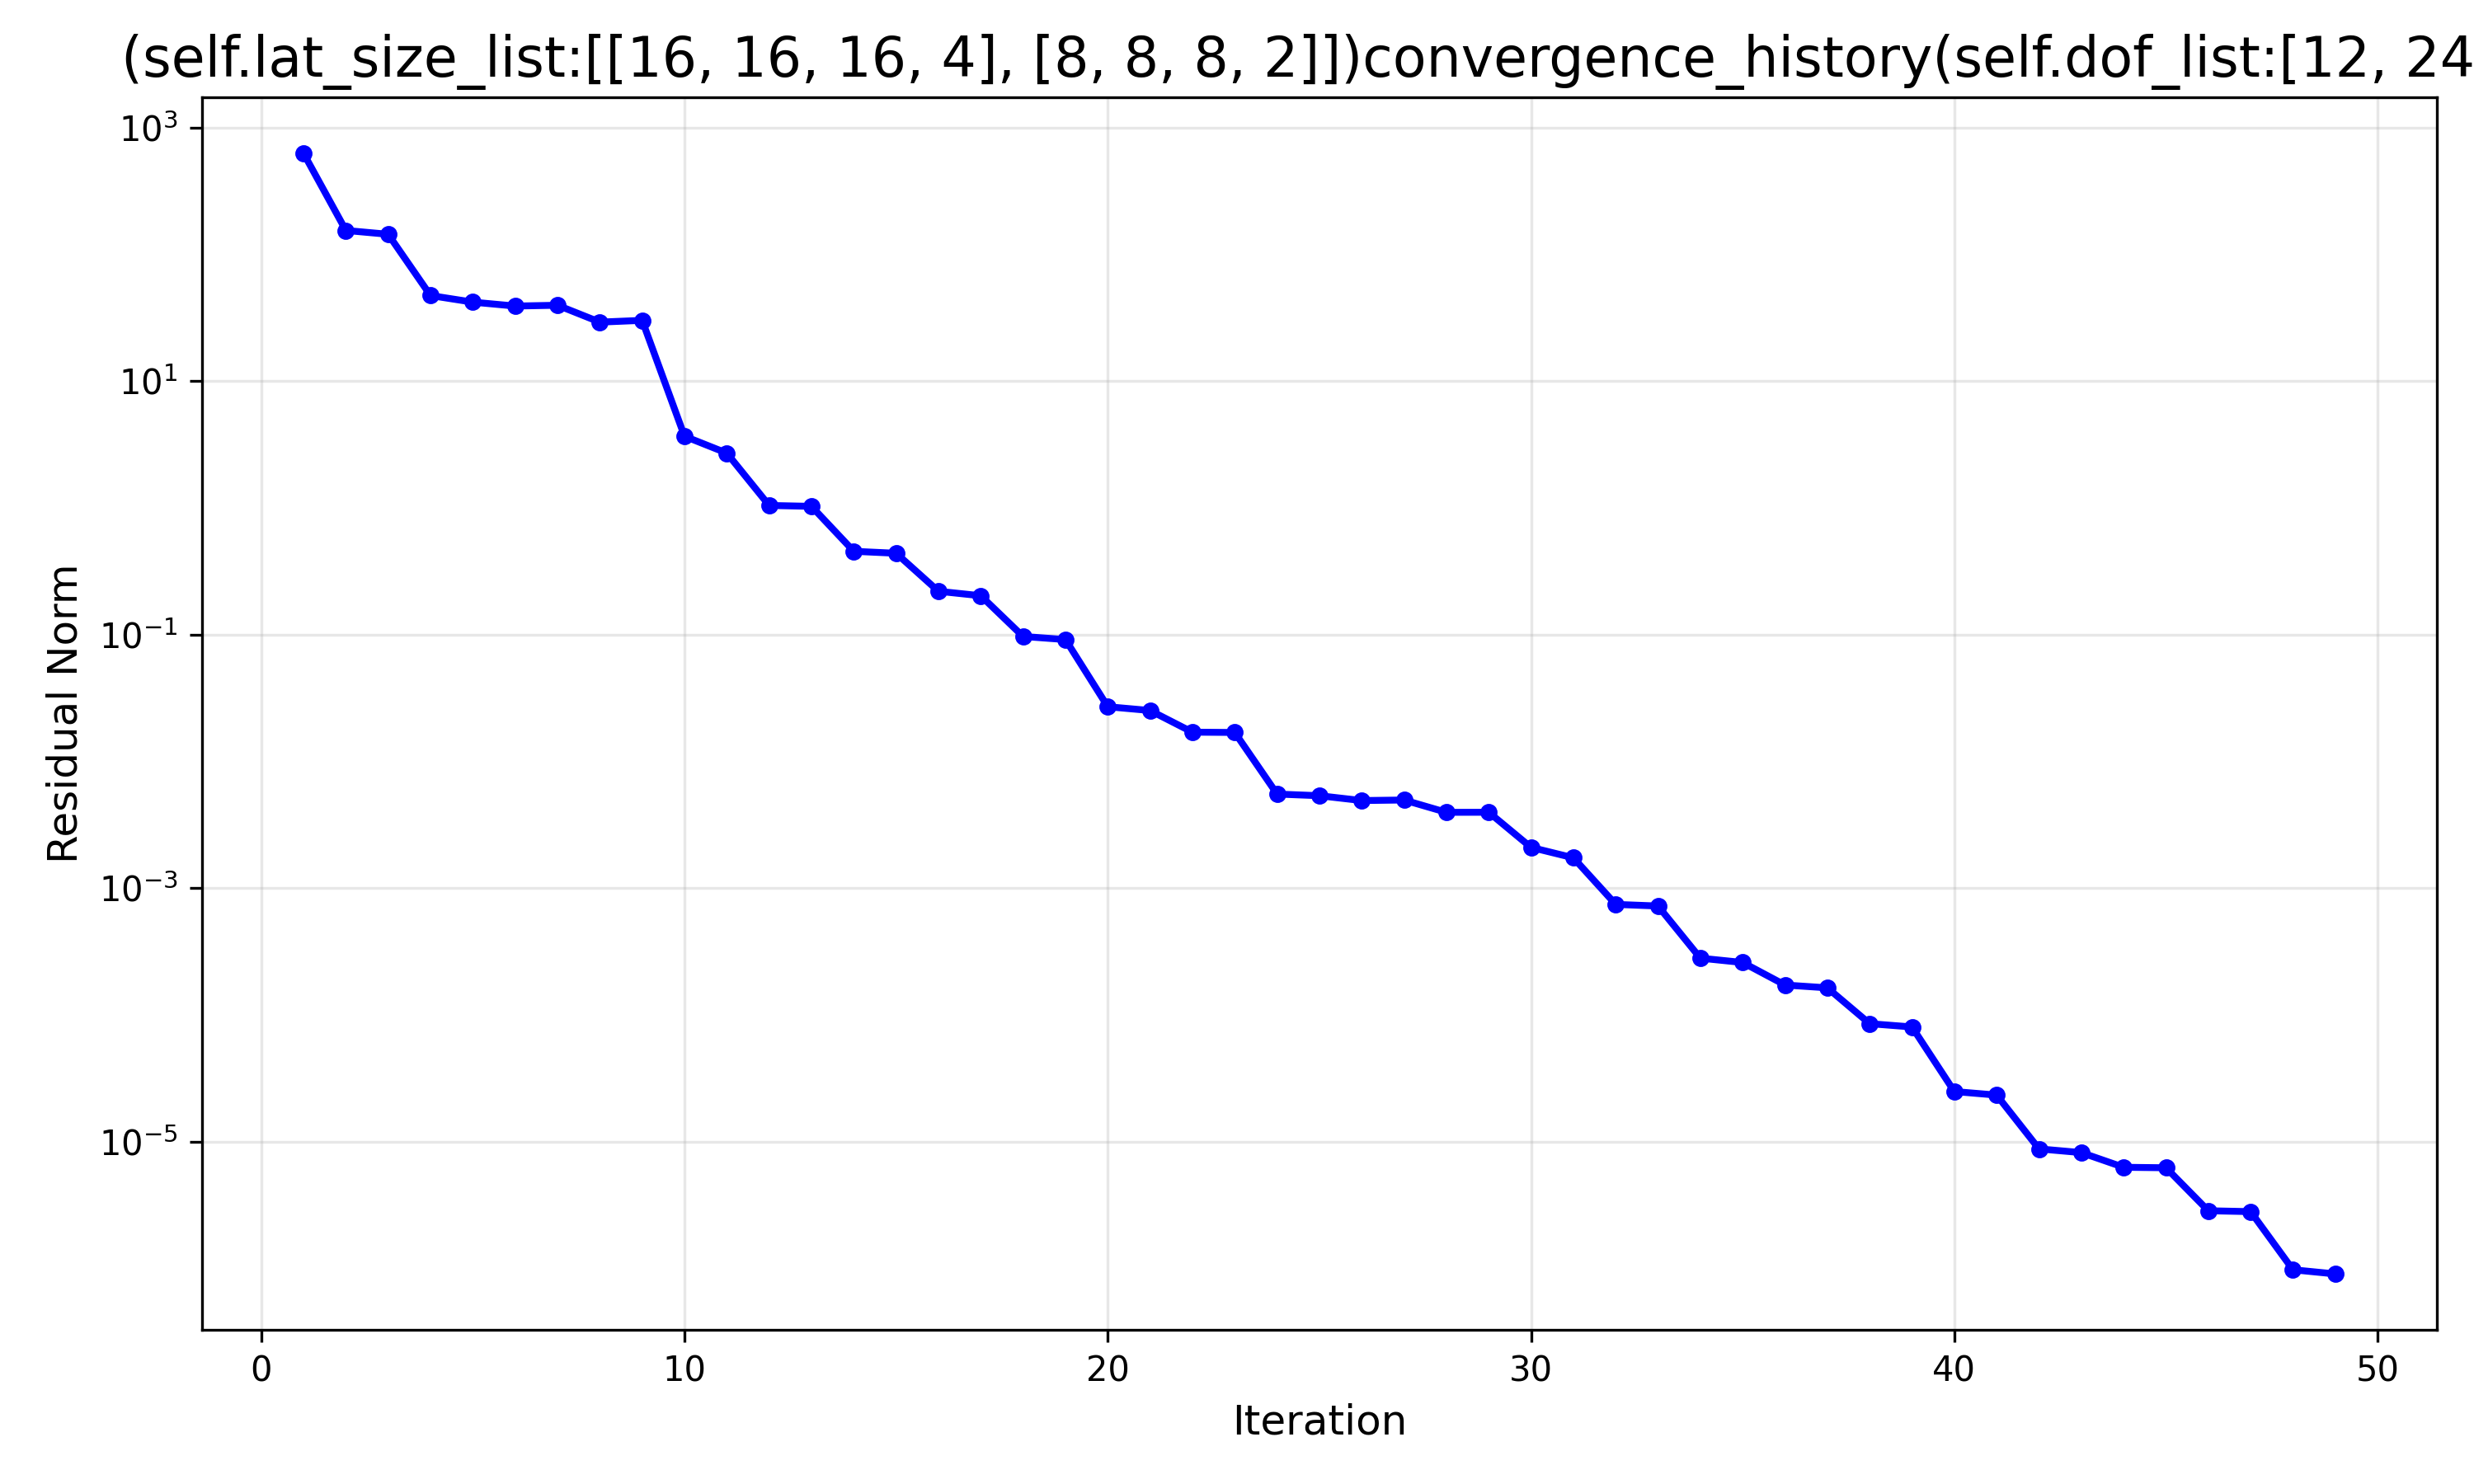 (self.lat_size_list:[[16, 16, 16, 4], [8, 8, 8, 2]])convergence_history(self.dof_list:[12, 24
10³
10¹
10⁻¹
10⁻³
10⁻⁵
Residual Norm
0 10 20 30 40 50
Iteration